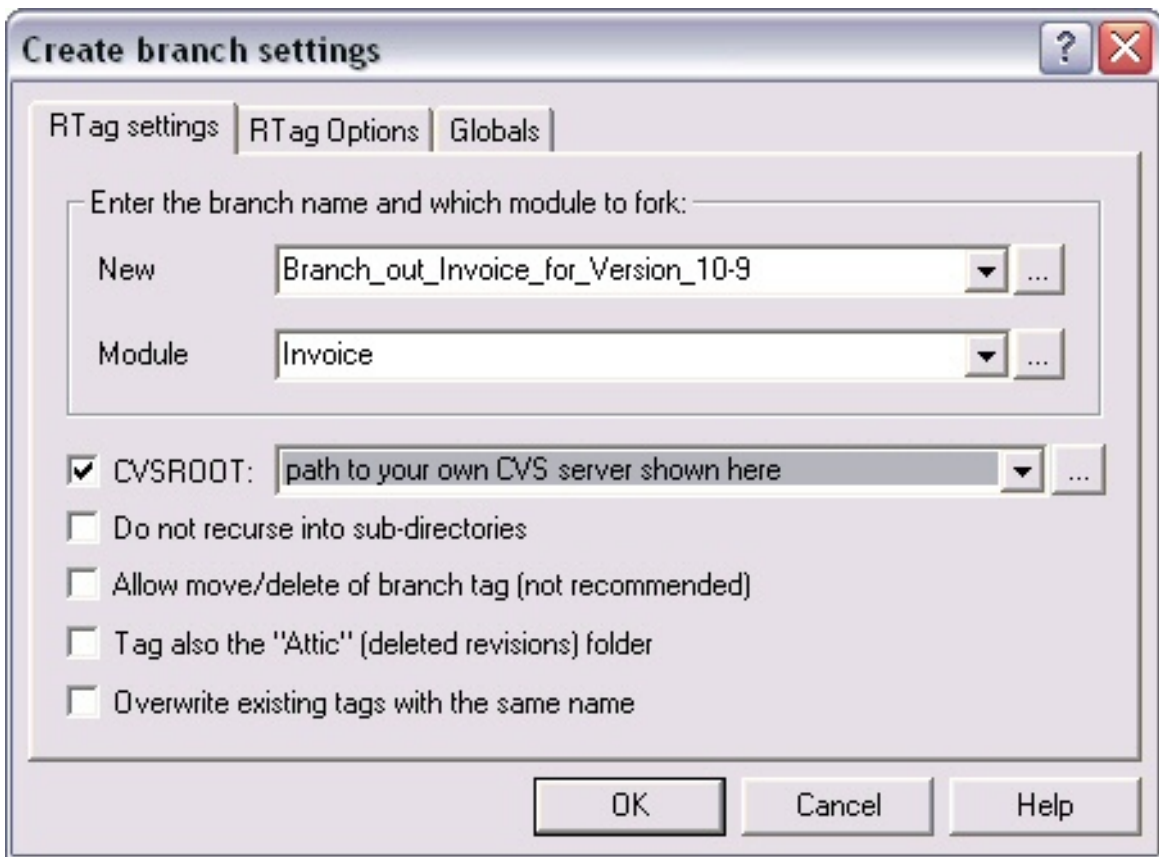 Create branch settings
RTag settings RTag Options Globals
Enter the branch name and which module to fork:
New Branch_out_Invoice_for_Version_10-9 ...
Module Invoice ...
CVSROOT: path to your own CVS server shown here ...
Do not recurse into sub-directories
Allow move/delete of branch tag (not recommended)
Tag also the "Attic" (deleted revisions) folder
Overwrite existing tags with the same name
OK Cancel Help